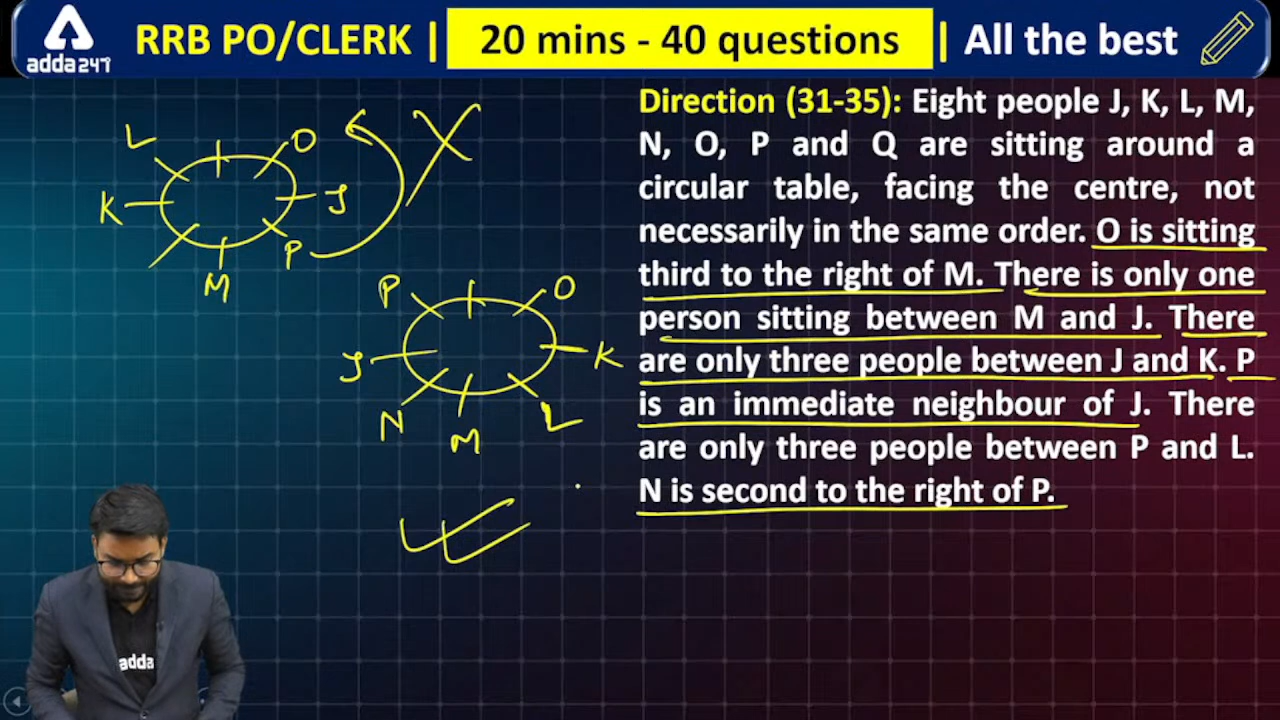 adda247
RRB PO/CLERK | 20 mins - 40 questions | All the best
Direction (31-35): Eight people J, K, L, M,
N, O, P and Q are sitting around a
circular table, facing the centre, not
necessarily in the same order. O is sitting
third to the right of M. There is only one
person sitting between M and J. There
are only three people between J and K. P
is an immediate neighbour of J. There
are only three people between P and L.
N is second to the right of P.
L
O
K
J
P
M
P
O
J
K
N
M
L
adda